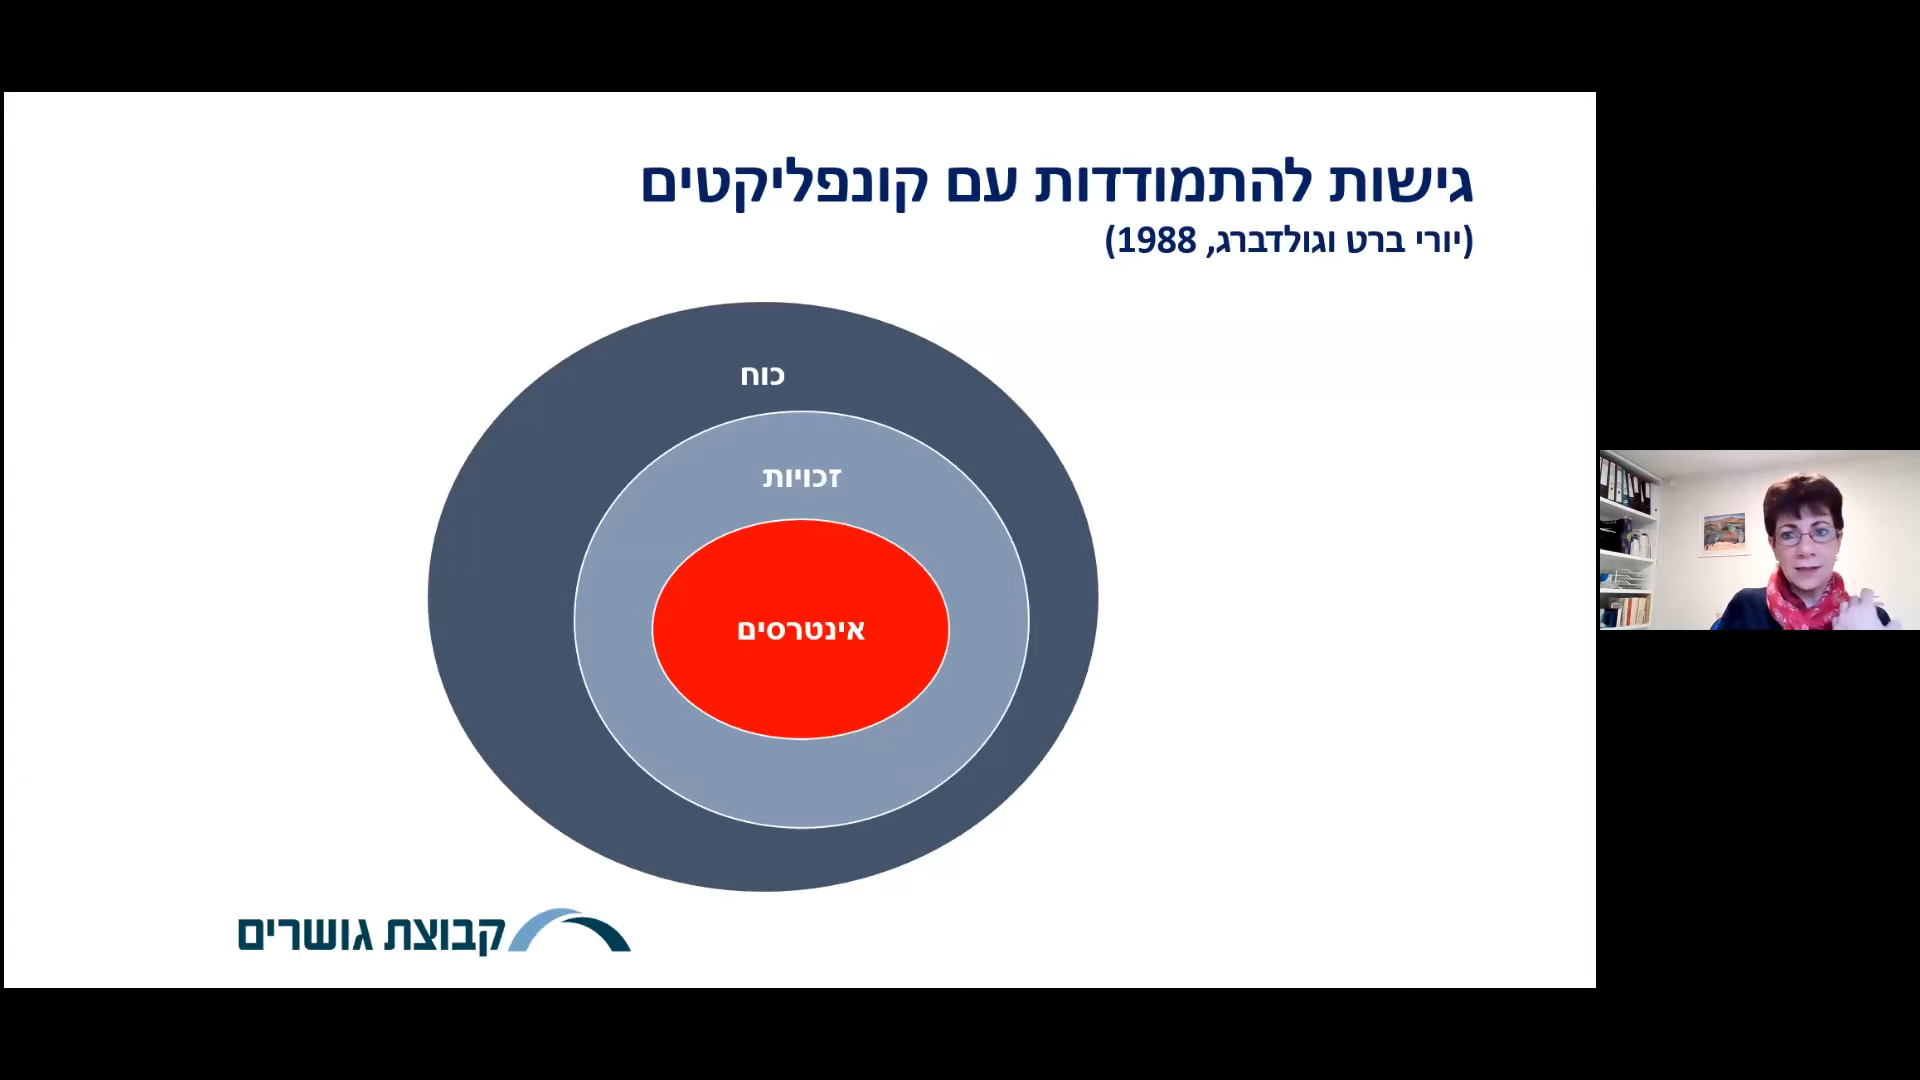 גישות להתמודדות עם קונפליקטים
(יורי ברט וגולדברג, 1988)
כוח
זכויות
אינטרסים
קבוצת גושרים